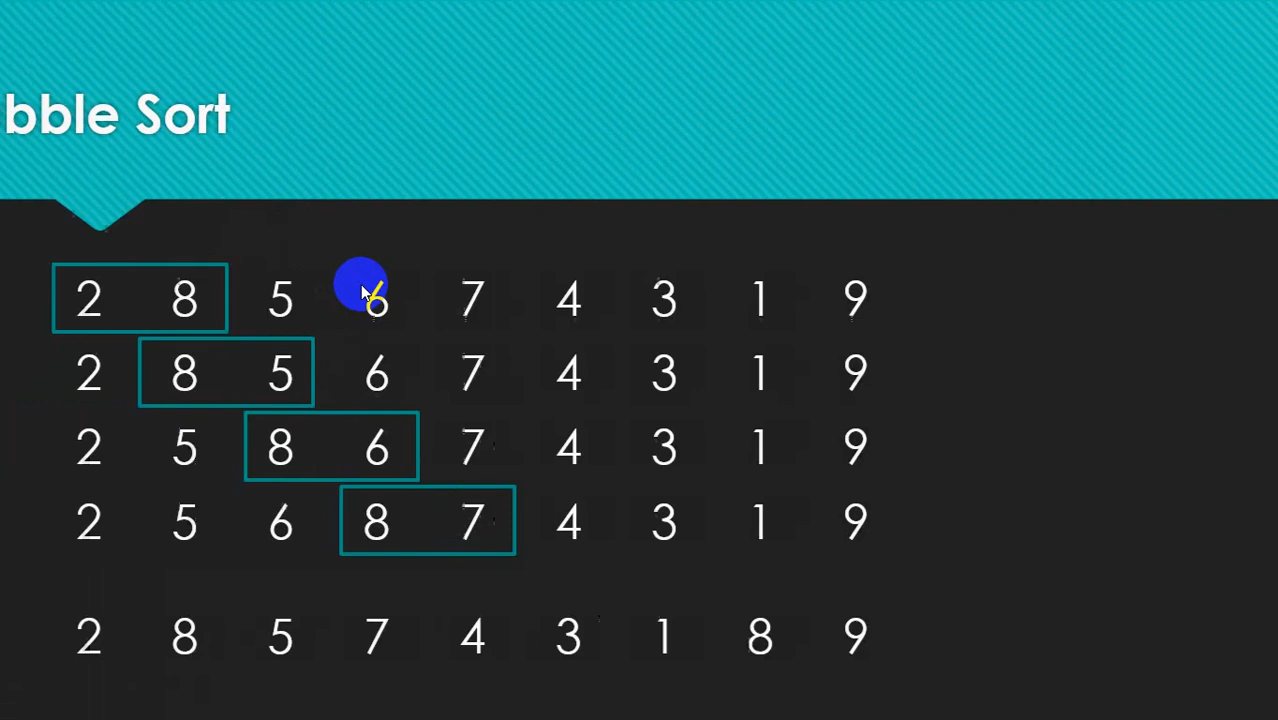 bble Sort
2 8 5 6 7 4 3 1 9
2 8 5 6 7 4 3 1 9
2 5 8 6 7 4 3 1 9
2 5 6 8 7 4 3 1 9
2 8 5 7 4 3 1 8 9